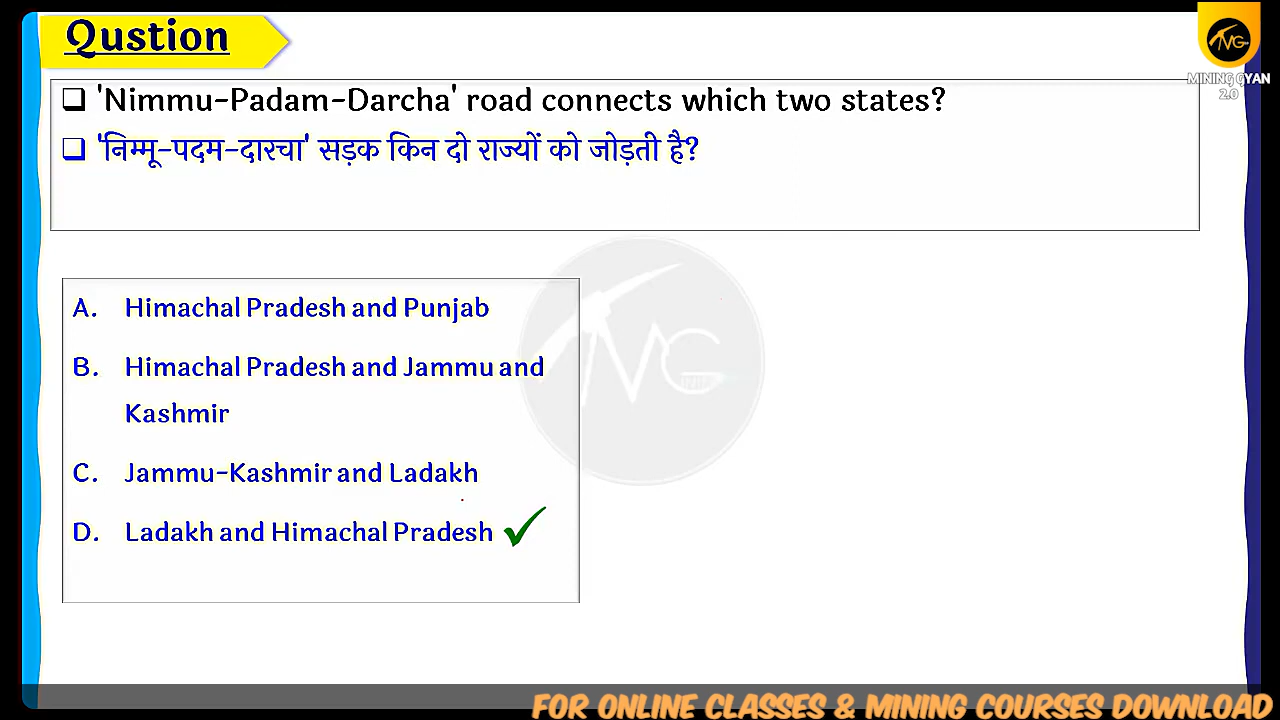 Qustion
MINING GYAN
2.0
❑ 'Nimmu-Padam-Darcha' road connects which two states?
❑ 'निम्मू-पदम-दारचा' सड़क किन दो राज्यों को जोड़ती है?
A. Himachal Pradesh and Punjab
B. Himachal Pradesh and Jammu and
Kashmir
C. Jammu-Kashmir and Ladakh
D. Ladakh and Himachal Pradesh ✓
FOR ONLINE CLASSES & MINING COURSES DOWNLOAD